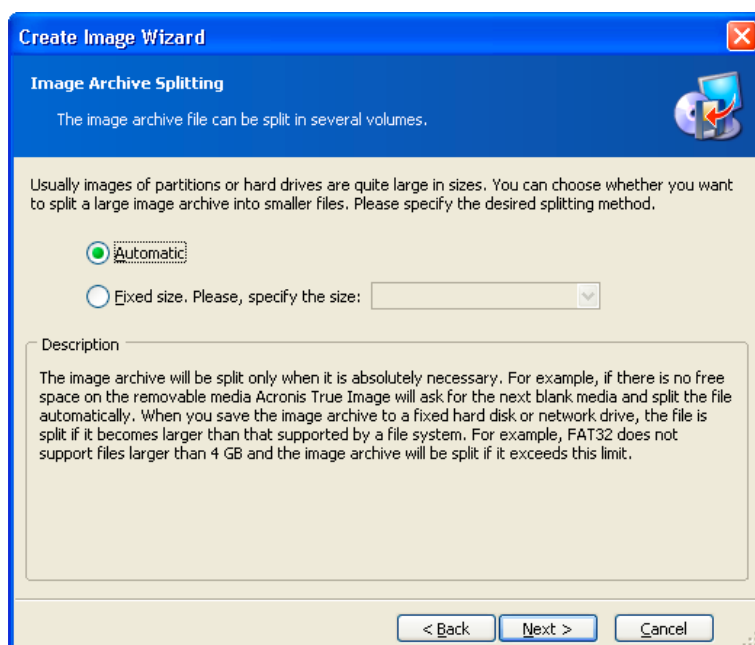 Create Image Wizard
Image Archive Splitting
The image archive file can be split in several volumes.
Usually images of partitions or hard drives are quite large in sizes. You can choose whether you want
to split a large image archive into smaller files. Please specify the desired splitting method.
Automatic
Fixed size. Please, specify the size:
Description
The image archive will be split only when it is absolutely necessary. For example, if there is no free
space on the removable media Acronis True Image will ask for the next blank media and split the file
automatically. When you save the image archive to a fixed hard disk or network drive, the file is
split if it becomes larger than that supported by a file system. For example, FAT32 does not
support files larger than 4 GB and the image archive will be split if it exceeds this limit.
< Back Next > Cancel